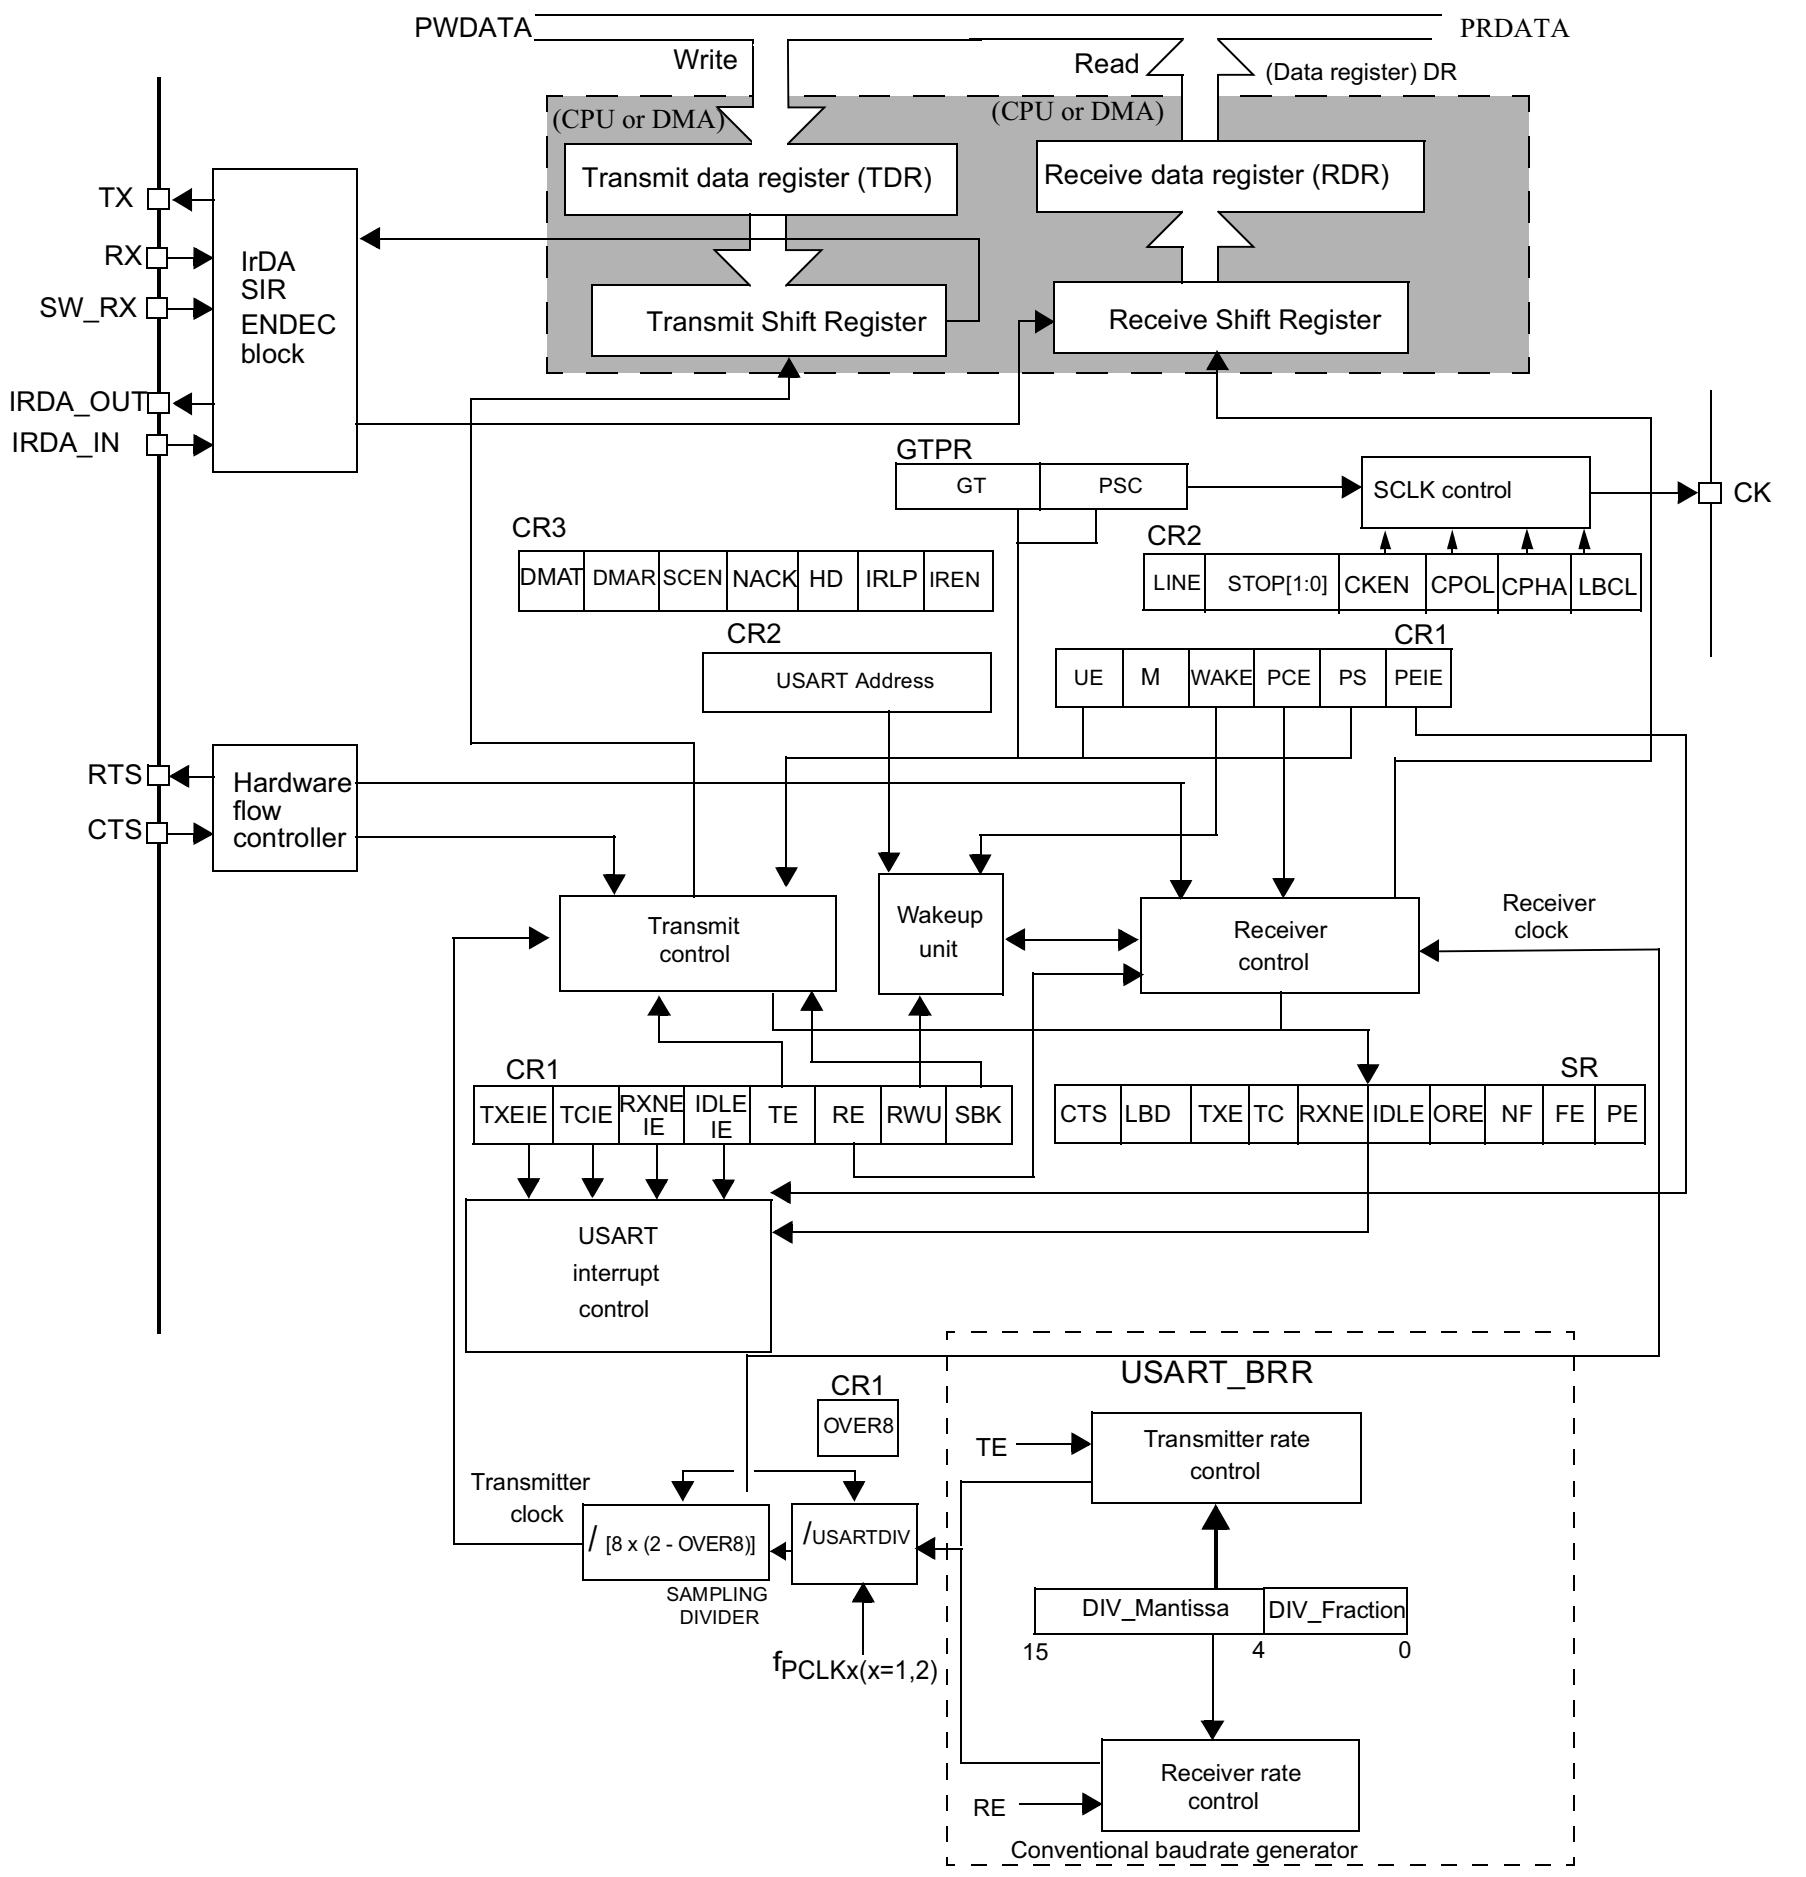 PWDATA
PRDATA
Write
Read
(Data register) DR
(CPU or DMA)
(CPU or DMA)
Transmit data register (TDR)
Receive data register (RDR)
TX
RX
SW_RX
IRDA_OUT
IRDA_IN
IrDA
SIR
ENDEC
block
Transmit Shift Register
Receive Shift Register
GTPR
GT
PSC
SCLK control
CK
CR3
DMAT
DMAR
SCEN
NACK
HD
IRLP
IREN
CR2
LINE
STOP[1:0]
CKEN
CPOL
CPHA
LBCL
CR2
USART Address
CR1
UE
M
WAKE
PCE
PS
PEIE
RTS
CTS
Hardware
flow
controller
Transmit
control
Wakeup
unit
Receiver
control
Receiver
clock
CR1
TXEIE
TCIE
RXNE
IE
IDLE
IE
TE
RE
RWU
SBK
SR
CTS
LBD
TXE
TC
RXNE
IDLE
ORE
NF
FE
PE
USART
interrupt
control
USART_BRR
CR1
OVER8
TE
Transmitter rate
control
Transmitter
clock
/ [8 x (2 - OVER8)]
/USARTDIV
SAMPLING
DIVIDER
fPCLKx(x=1,2)
DIV_Mantissa
DIV_Fraction
15
4
0
Receiver rate
control
RE
Conventional baudrate generator